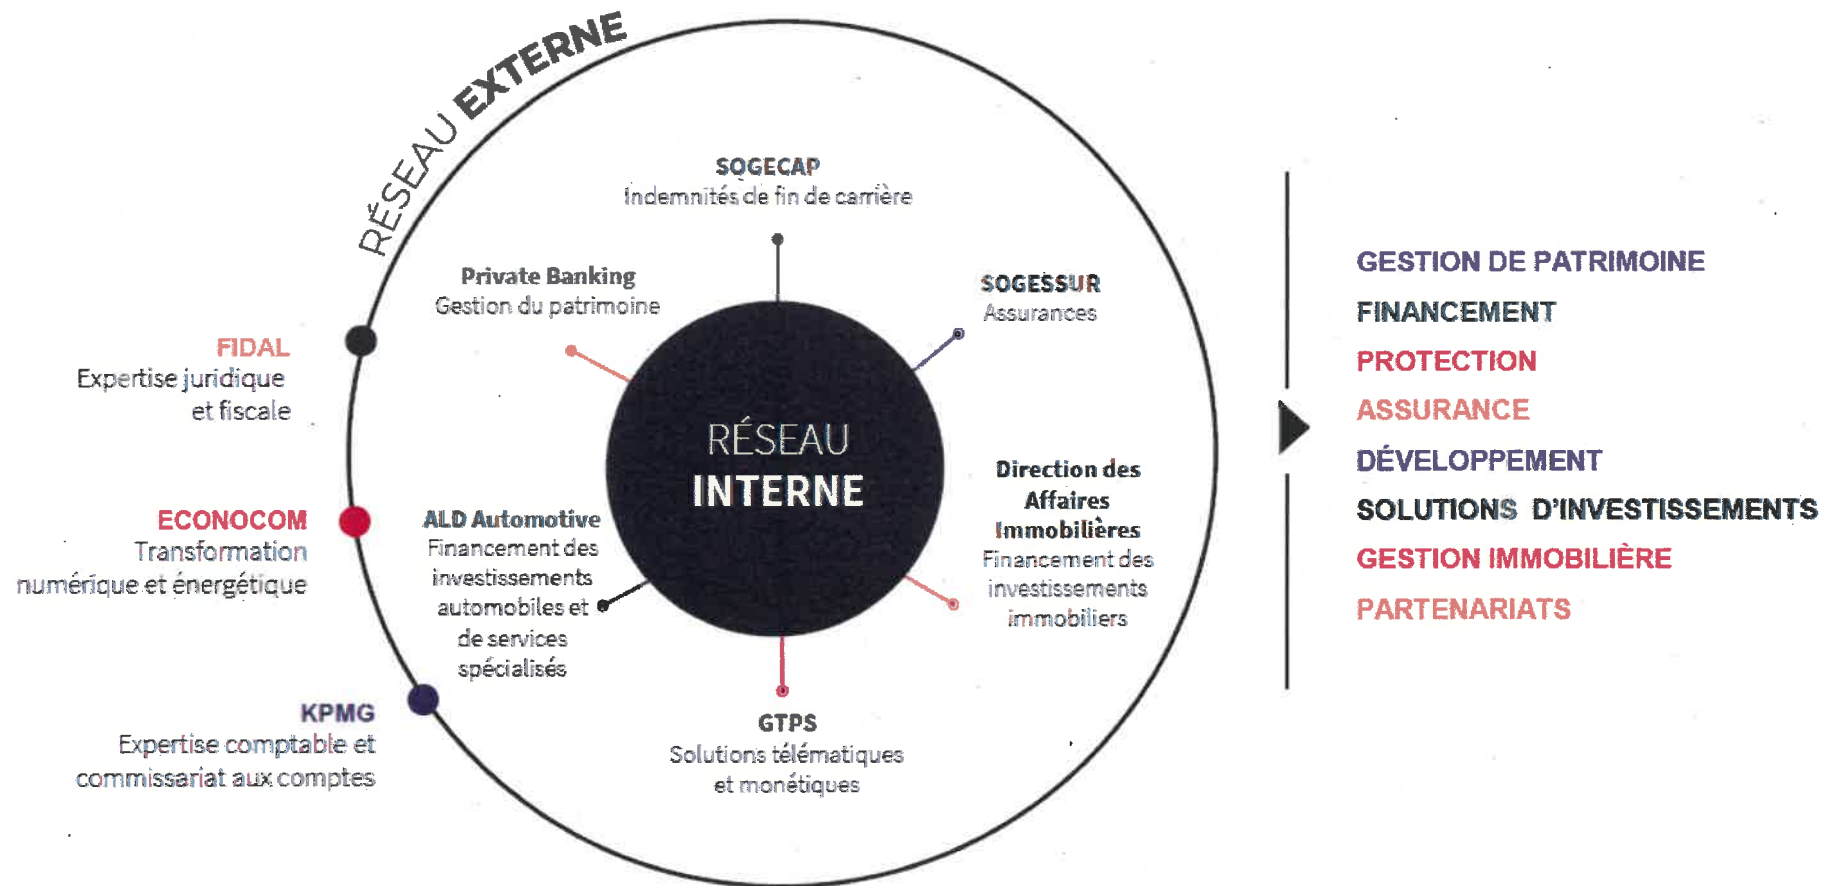 RÉSEAU EXTERNE
SOGECAP
Indemnités de fin de carrière
Private Banking
Gestion du patrimoine
SOGESSUR
Assurances
FIDAL
Expertise juridique
et fiscale
RÉSEAU
INTERNE
ECONOCOM
Transformation
numérique et énergétique
ALD Automotive
Financement des
investissements
automobiles et
de services
spécialisés
Direction des
Affaires
Immobilières
Financement des
investissements
immobiliers
KPMG
Expertise comptable et
commissariat aux comptes
GTPS
Solutions télématiques
et monétiques
GESTION DE PATRIMOINE
FINANCEMENT
PROTECTION
ASSURANCE
DÉVELOPPEMENT
SOLUTIONS D'INVESTISSEMENTS
GESTION IMMOBILIÈRE
PARTENARIATS